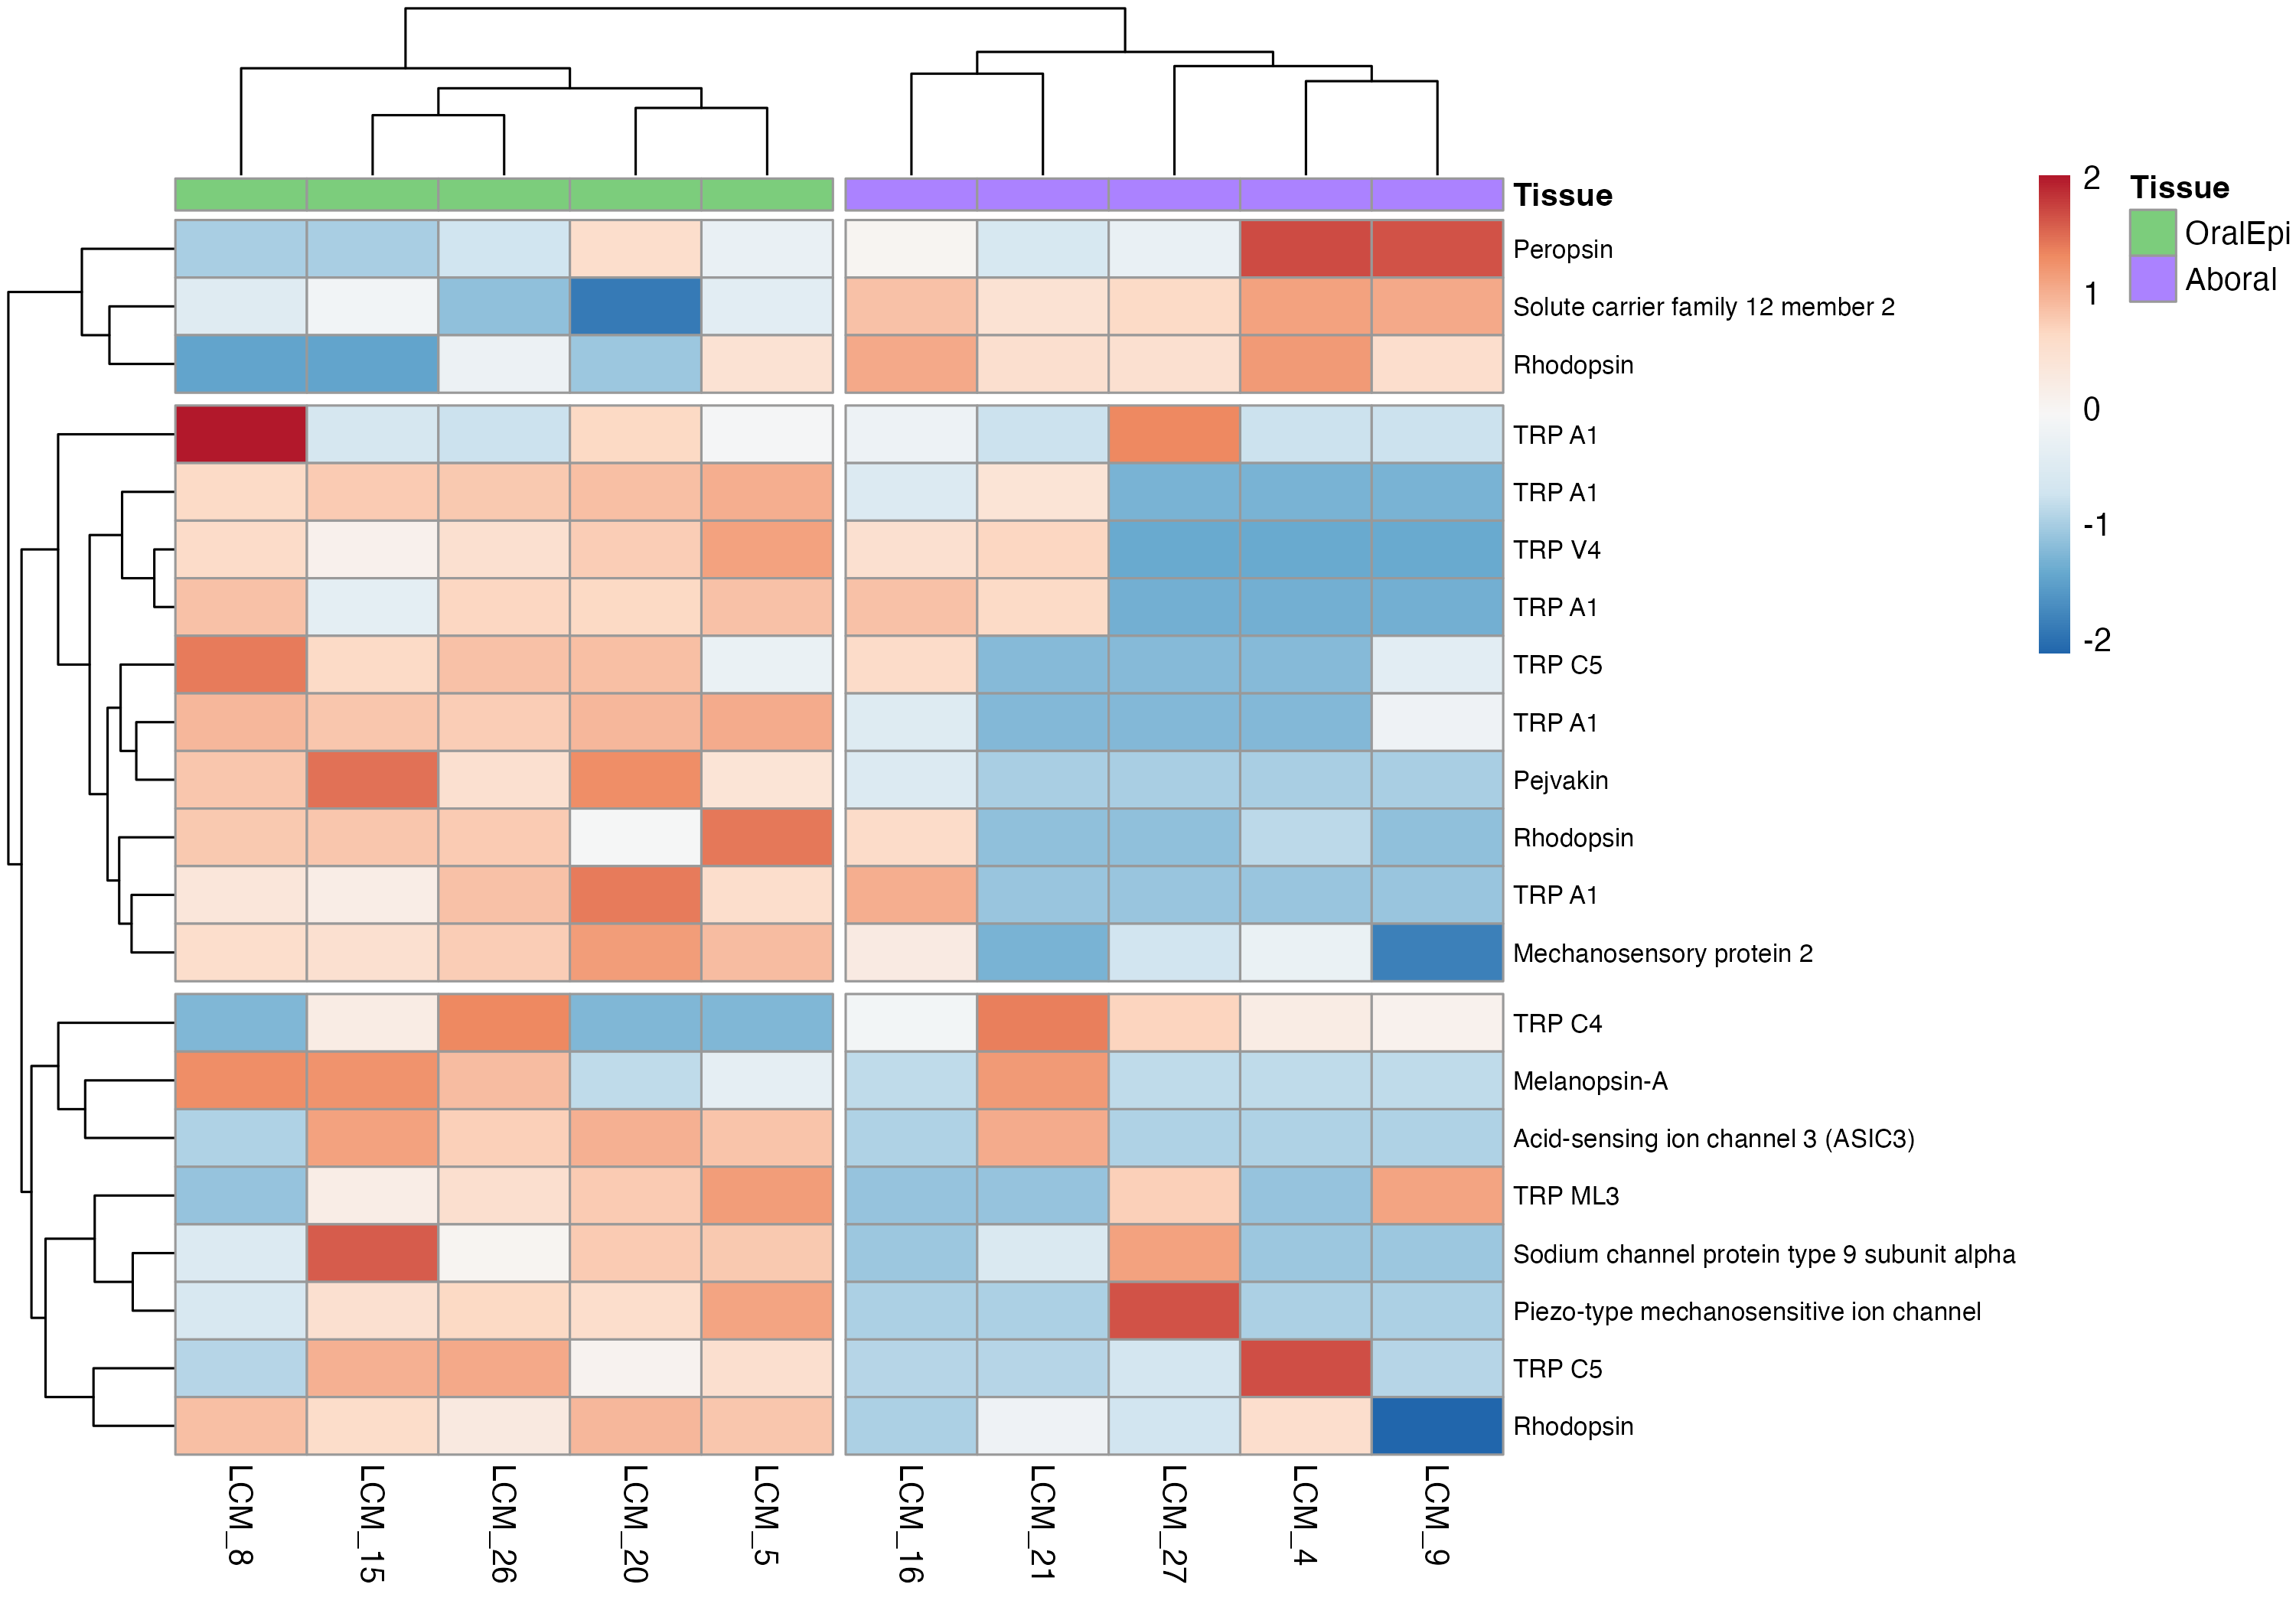 Tissue
Peropsin
Solute carrier family 12 member 2
Rhodopsin
TRP A1
TRP A1
TRP V4
TRP A1
TRP C5
TRP A1
Pejvakin
Rhodopsin
TRP A1
Mechanosensory protein 2
TRP C4
Melanopsin-A
Acid-sensing ion channel 3 (ASIC3)
TRP ML3
Sodium channel protein type 9 subunit alpha
Piezo-type mechanosensitive ion channel
TRP C5
Rhodopsin
LCM_8
LCM_15
LCM_26
LCM_20
LCM_5
LCM_16
LCM_21
LCM_27
LCM_4
LCM_9
2
1
0
-1
-2
Tissue
OralEpi
Aboral